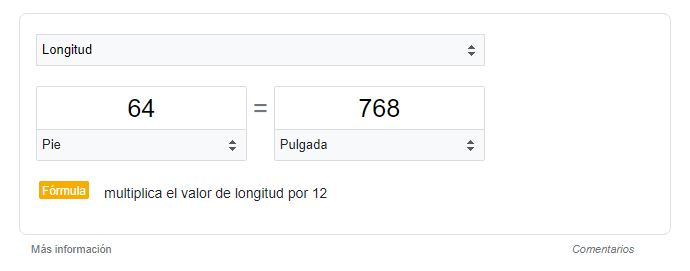 Longitud
64 = 768
Pie Pulgada
Fórmula multiplica el valor de longitud por 12
Más información Comentarios